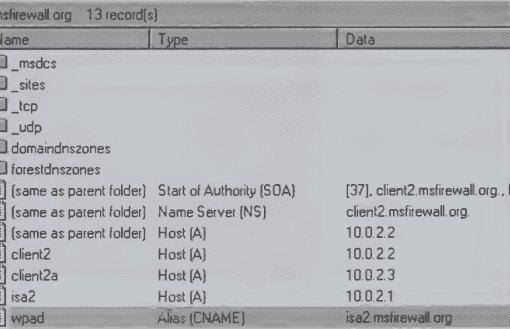 msfirewall.org 13 record(s)
Name Type Data
_msdcs
_sites
_tcp
_udp
domaindnszones
forestdnszones
(same as parent folder) Start of Authority (SOA) [37], client2.msfirewall.org.,
(same as parent folder) Name Server (NS) client2.msfirewall.org.
(same as parent folder) Host (A) 10.0.2.2
client2 Host (A) 10.0.2.2
client2a Host (A) 10.0.2.3
isa2 Host (A) 10.0.2.1
wpad Alias (CNAME) isa2.msfirewall.org